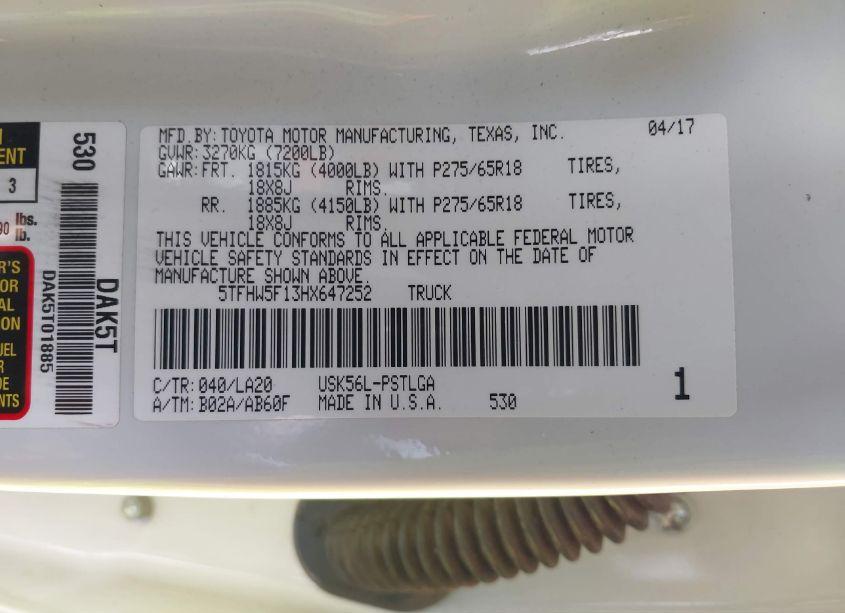 MFD.BY:TOYOTA MOTOR MANUFACTURING, TEXAS, INC. 04/17
GVWR:3270KG (7200LB)
GAWR:FRT. 1815KG (4000LB) WITH P275/65R18 TIRES,
18X8J RIMS.
RR. 1885KG (4150LB) WITH P275/65R18 TIRES,
18X8J RIMS.
THIS VEHICLE CONFORMS TO ALL APPLICABLE FEDERAL MOTOR
VEHICLE SAFETY STANDARDS IN EFFECT ON THE DATE OF
MANUFACTURE SHOWN ABOVE.
5TFHW5F13HX647252 TRUCK
C/TR:040/LA20 USK56L-PSTLGA
A/TM:B02A/AB60F MADE IN U.S.A. 530
1
530
DAK5T
DAK5T01885
3
lbs.
lb.